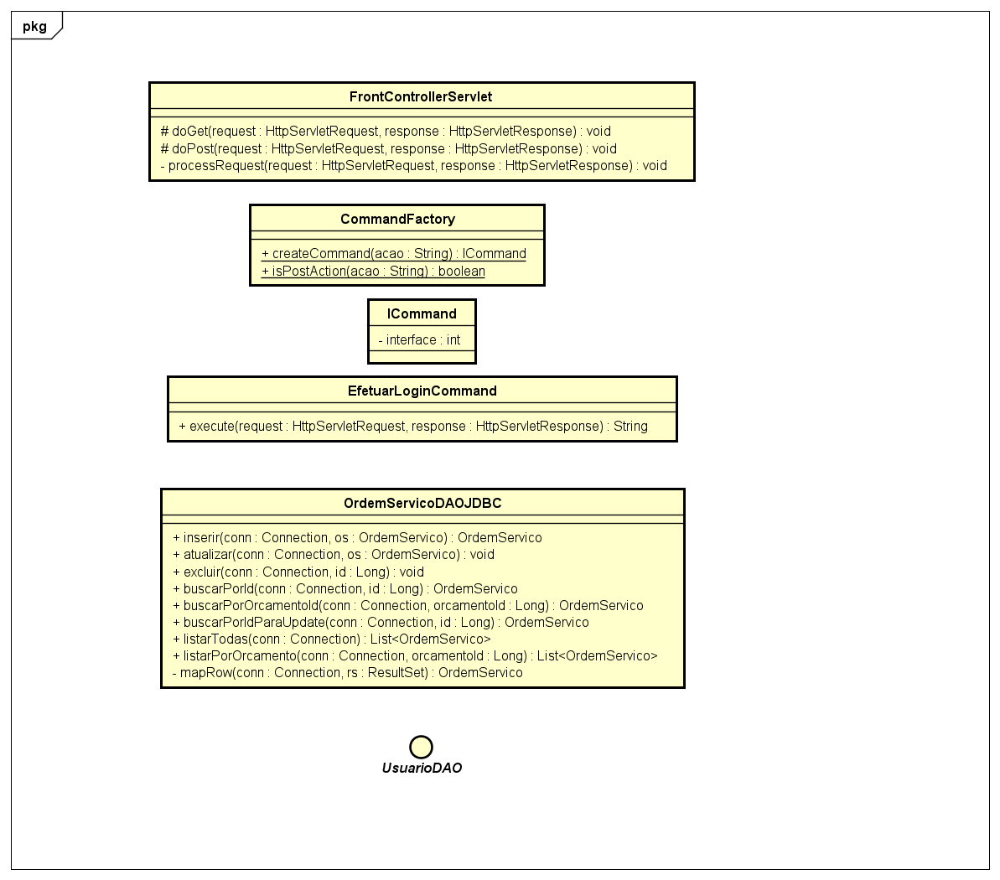 pkg
FrontControllerServlet
# doGet(request : HttpServletRequest, response : HttpServletResponse) : void
# doPost(request : HttpServletRequest, response : HttpServletResponse) : void
- processRequest(request : HttpServletRequest, response : HttpServletResponse) : void
CommandFactory
+ createCommand(acao : String) : ICommand
+ isPostAction(acao : String) : boolean
ICommand
- interface : int
EfetuarLoginCommand
+ execute(request : HttpServletRequest, response : HttpServletResponse) : String
OrdemServicoDAOJDBC
+ inserir(conn : Connection, os : OrdemServico) : OrdemServico
+ atualizar(conn : Connection, os : OrdemServico) : void
+ excluir(conn : Connection, id : Long) : void
+ buscarPorId(conn : Connection, id : Long) : OrdemServico
+ buscarPorOrcamentoId(conn : Connection, orcamentoId : Long) : OrdemServico
+ buscarPorIdParaUpdate(conn : Connection, id : Long) : OrdemServico
+ listarTodas(conn : Connection) : List<OrdemServico>
+ listarPorOrcamento(conn : Connection, orcamentoId : Long) : List<OrdemServico>
- mapRow(conn : Connection, rs : ResultSet) : OrdemServico
UsuarioDAO